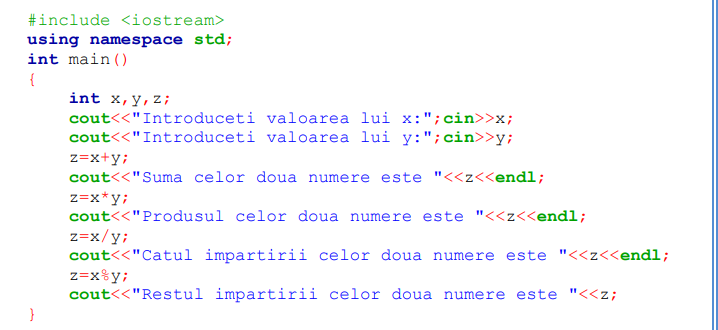 #include <iostream>
using namespace std;
int main()
{
    int x,y,z;
    cout<<"Introduceti valoarea lui x:";cin>>x;
    cout<<"Introduceti valoarea lui y:";cin>>y;
    z=x+y;
    cout<<"Suma celor doua numere este "<<z<<endl;
    z=x*y;
    cout<<"Produsul celor doua numere este "<<z<<endl;
    z=x/y;
    cout<<"Catul impartirii celor doua numere este "<<z<<endl;
    z=x%y;
    cout<<"Restul impartirii celor doua numere este "<<z;
}